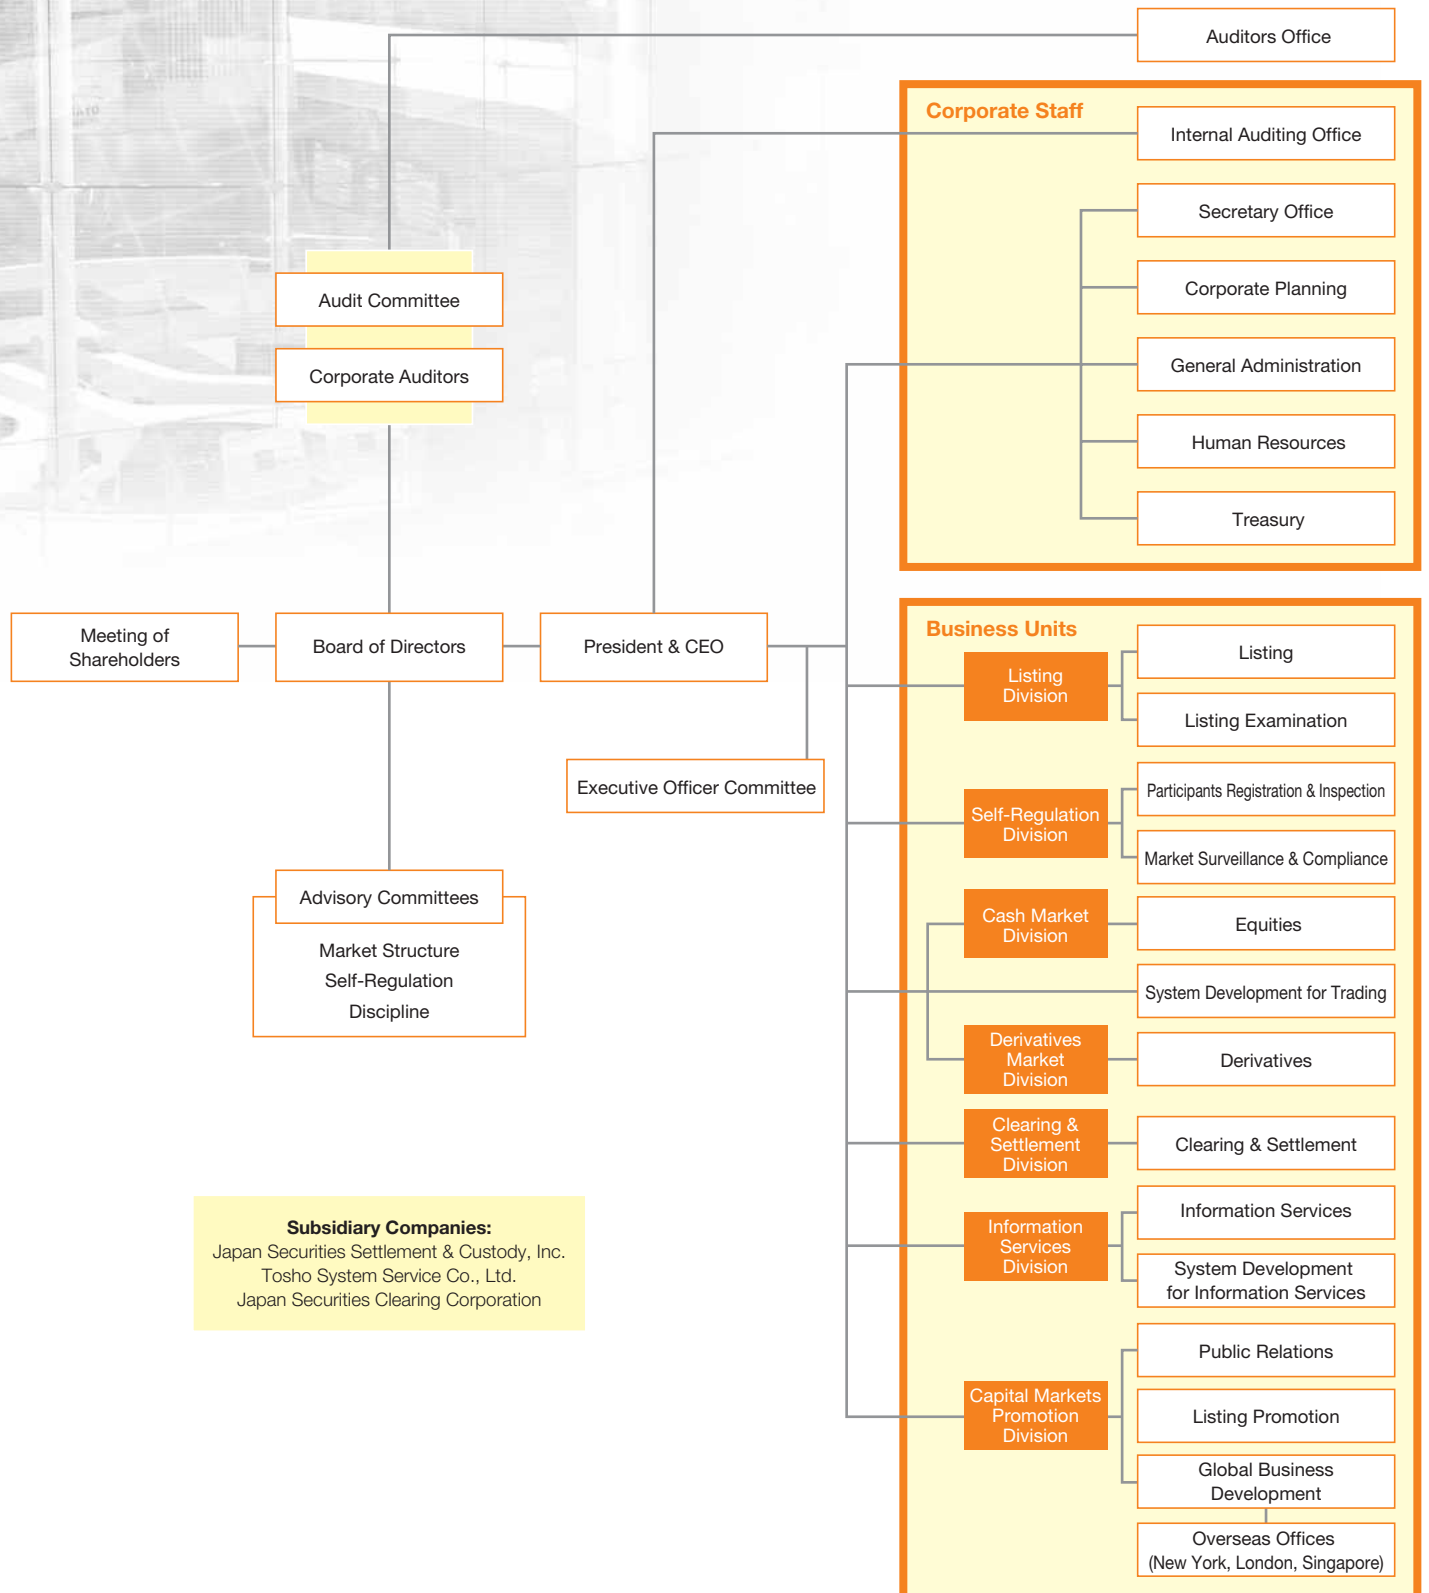 Auditors Office
Corporate Staff
Internal Auditing Office
Secretary Office
Corporate Planning
General Administration
Human Resources
Treasury
Audit Committee
Corporate Auditors
Meeting of
Shareholders
Board of Directors
President & CEO
Executive Officer Committee
Advisory Committees
Market Structure
Self-Regulation
Discipline
Subsidiary Companies:
Japan Securities Settlement & Custody, Inc.
Tosho System Service Co., Ltd.
Japan Securities Clearing Corporation
Business Units
Listing
Division
Listing
Listing Examination
Self-Regulation
Division
Participants Registration & Inspection
Market Surveillance & Compliance
Cash Market
Division
Equities
System Development for Trading
Derivatives
Market
Division
Derivatives
Clearing &
Settlement
Division
Clearing & Settlement
Information
Services
Division
Information Services
System Development
for Information Services
Capital Markets
Promotion
Division
Public Relations
Listing Promotion
Global Business
Development
Overseas Offices
(New York, London, Singapore)